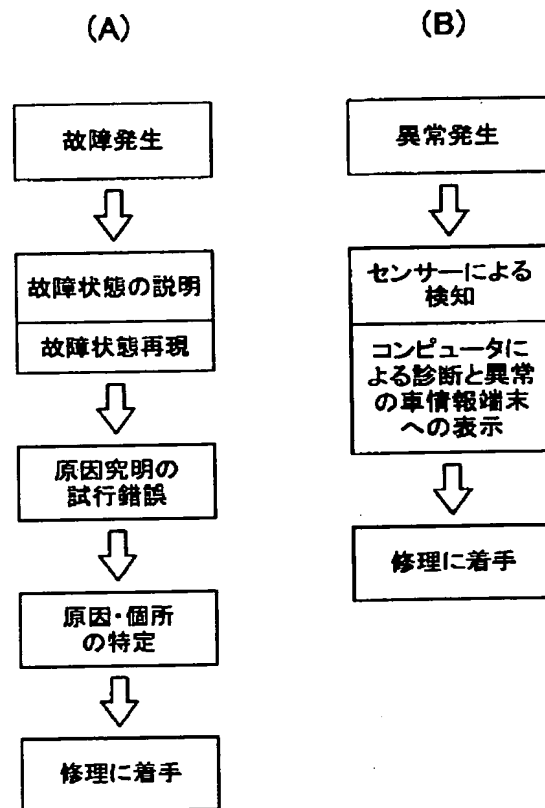 (A)
故障発生
故障状態の説明
故障状態再現
原因究明の
試行錯誤
原因・個所
の特定
修理に着手
(B)
異常発生
センサーによる
検知
コンピュータに
よる診断と異常
の車情報端末
への表示
修理に着手